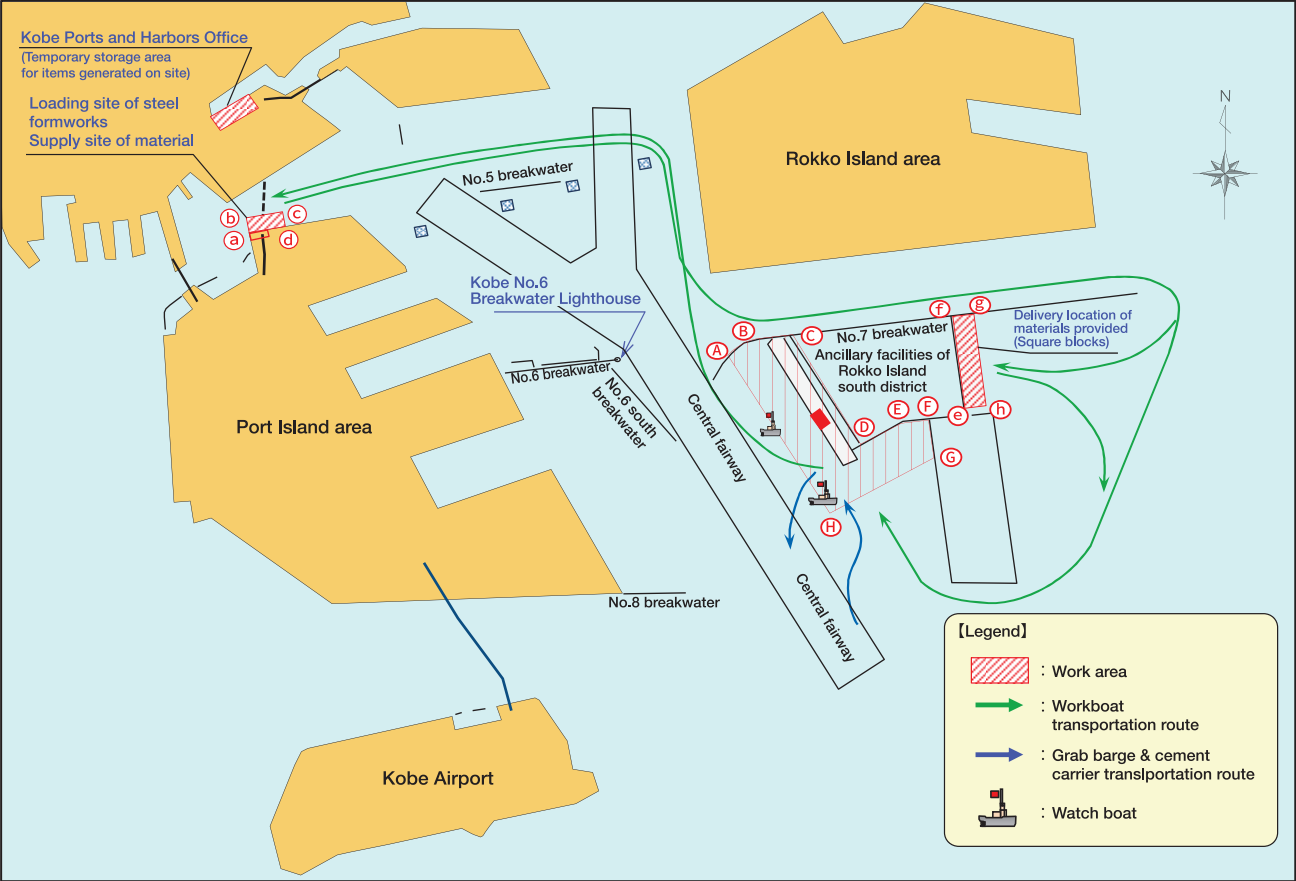 Kobe Ports and Harbors Office
(Temporary storage area
for items generated on site)
Loading site of steel
formworks
Supply site of material
b
c
a
d
No.5 breakwater
Rokko Island area
N
Kobe No.6
Breakwater Lighthouse
No.6 breakwater
No.6 south
breakwater
Port Island area
Central fairway
A
B
C
No.7 breakwater
f
g
Delivery location of
materials provided
(Square blocks)
Ancillary facilities of
Rokko Island
south district
D
E
F
e
h
G
H
Central fairway
No.8 breakwater
Kobe Airport
【Legend】
: Work area
: Workboat
transportation route
: Grab barge & cement
carrier translportation route
: Watch boat